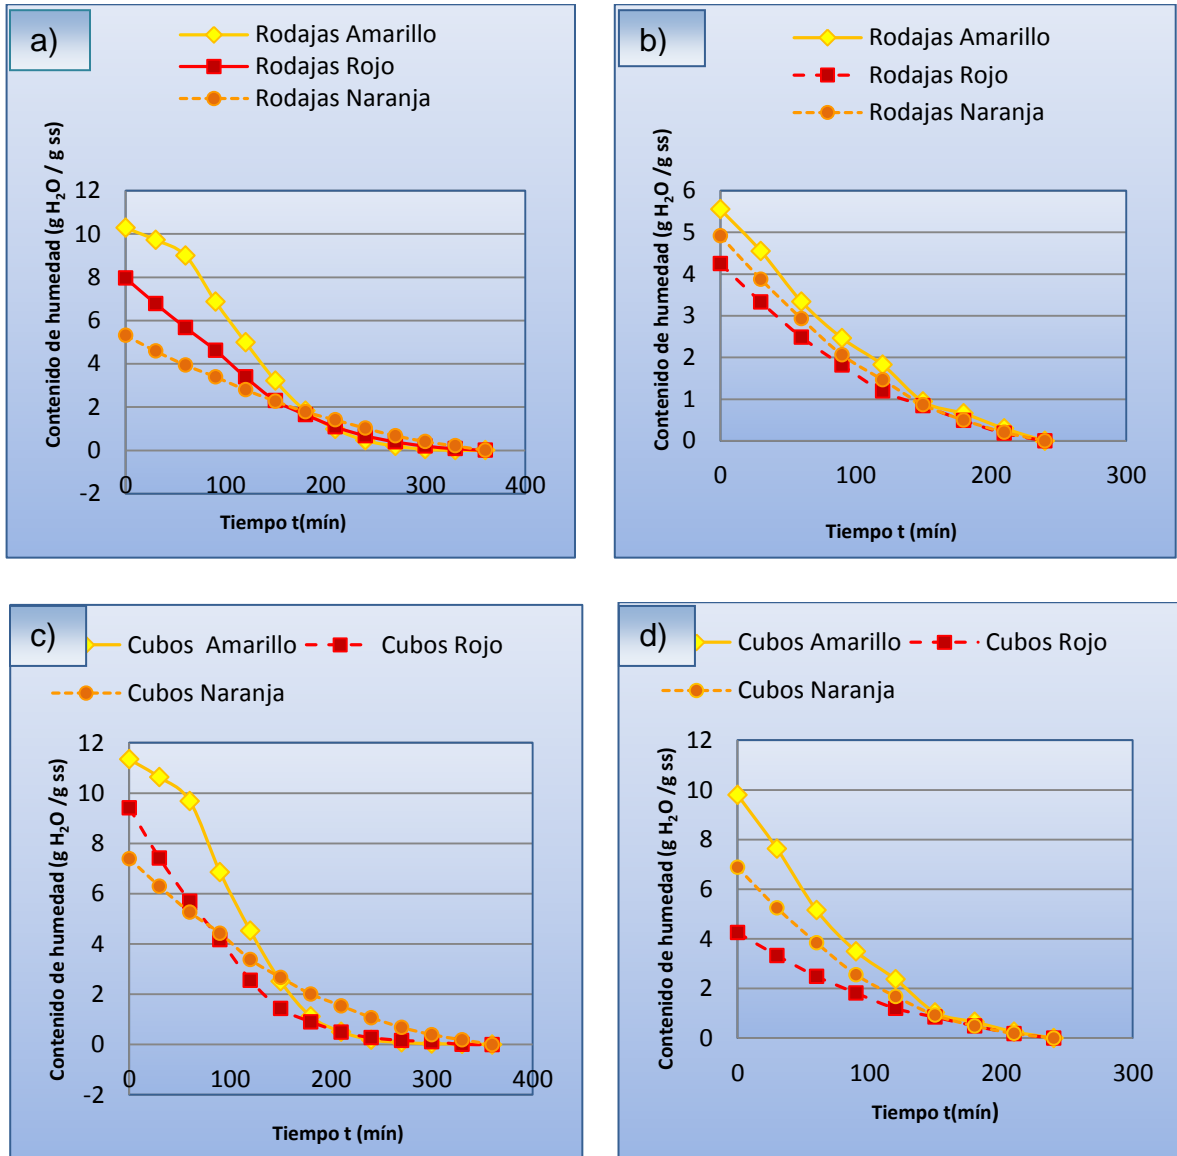 a)
Rodajas Amarillo
Rodajas Rojo
Rodajas Naranja
Contenido de humedad (g H₂O / g ss)
12
10
8
6
4
2
0
-2
0 100 200 300 400
Tiempo t(mín)
b)
Rodajas Amarillo
Rodajas Rojo
Rodajas Naranja
Contenido de humedad (g H₂O /g ss)
6
5
4
3
2
1
0
0 100 200 300
Tiempo t (mín)
c)
Cubos Amarillo Cubos Rojo
Cubos Naranja
Contenido de humedad (g H₂O /g ss)
12
10
8
6
4
2
0
-2
0 100 200 300 400
Tiempo t (mín)
d)
Cubos Amarillo Cubos Rojo
Cubos Naranja
Contenido de humedad (g H₂O /g ss)
12
10
8
6
4
2
0
0 100 200 300
Tiempo t(mín)